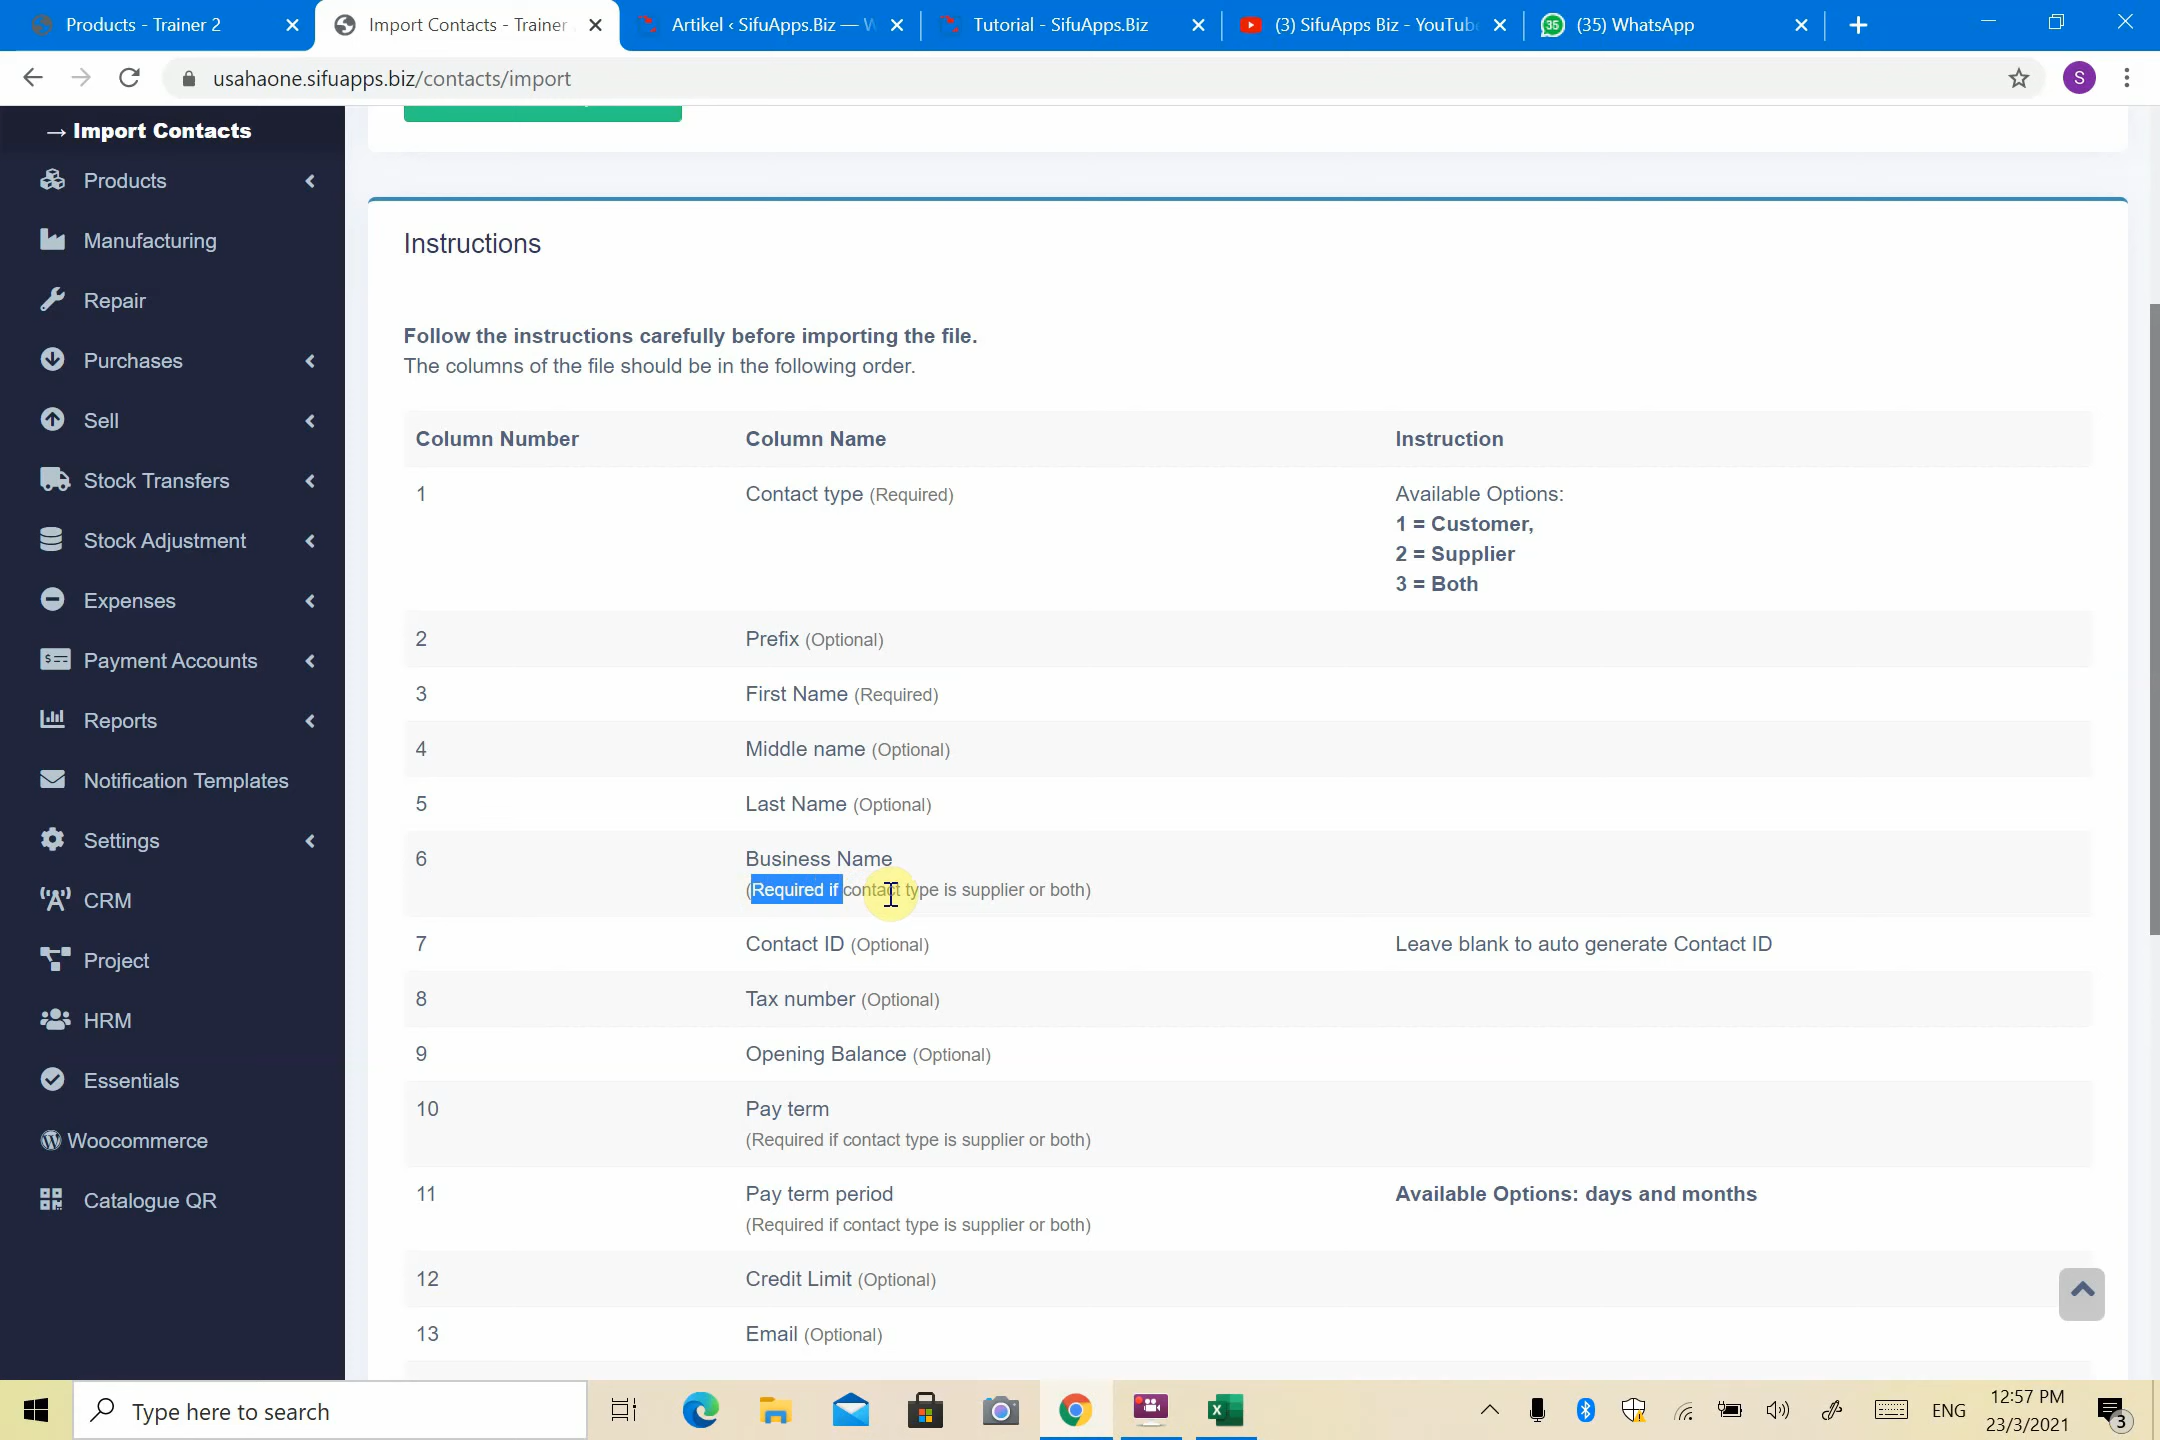 Products - Trainer 2
Import Contacts - Trainer
Artikel ‹ SifuApps.Biz — W
Tutorial - SifuApps.Biz
(3) SifuApps Biz - YouTube
35
(35) WhatsApp
usahaone.sifuapps.biz/contacts/import
S
→ Import Contacts
Products
Manufacturing
Repair
Purchases
Sell
Stock Transfers
Stock Adjustment
Expenses
Payment Accounts
Reports
Notification Templates
Settings
CRM
Project
HRM
Essentials
Woocommerce
Catalogue QR
Instructions
Follow the instructions carefully before importing the file.
The columns of the file should be in the following order.
Column Number Column Name Instruction
1 Contact type (Required) Available Options:
1 = Customer,
2 = Supplier
3 = Both
2 Prefix (Optional)
3 First Name (Required)
4 Middle name (Optional)
5 Last Name (Optional)
6 Business Name
(Required if contact type is supplier or both)
7 Contact ID (Optional) Leave blank to auto generate Contact ID
8 Tax number (Optional)
9 Opening Balance (Optional)
10 Pay term
(Required if contact type is supplier or both)
11 Pay term period Available Options: days and months
(Required if contact type is supplier or both)
12 Credit Limit (Optional)
13 Email (Optional)
Type here to search
ENG
12:57 PM
23/3/2021
3